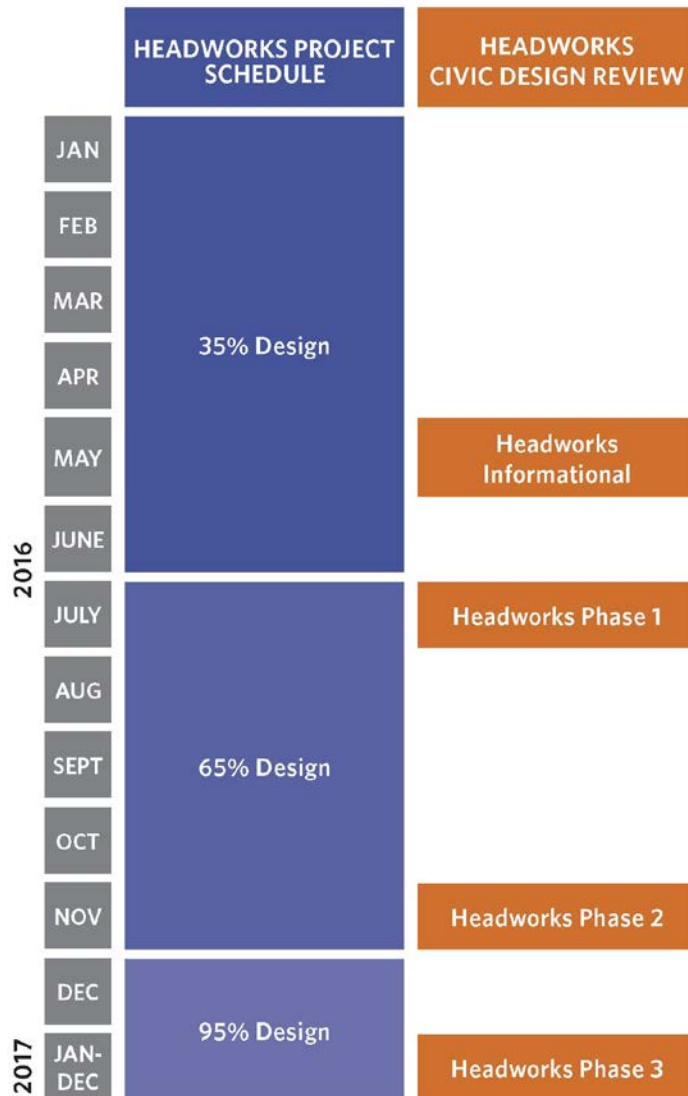 HEADWORKS PROJECT
SCHEDULE
HEADWORKS
CIVIC DESIGN REVIEW
2016
JAN
FEB
MAR
35% Design
APR
MAY
Headworks
Informational
JUNE
JULY
Headworks Phase 1
AUG
SEPT
65% Design
OCT
NOV
Headworks Phase 2
DEC
95% Design
2017
JAN-
DEC
Headworks Phase 3